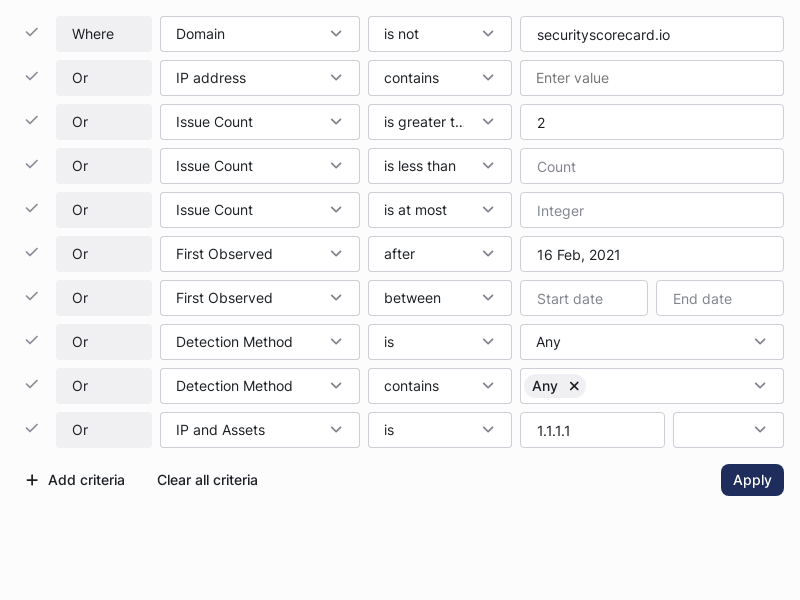 Where Domain is not securityscorecard.io
Or IP address contains Enter value
Or Issue Count is greater t... 2
Or Issue Count is less than Count
Or Issue Count is at most Integer
Or First Observed after 16 Feb, 2021
Or First Observed between Start date End date
Or Detection Method is Any
Or Detection Method contains Any
Or IP and Assets is 1.1.1.1
Add criteria Clear all criteria Apply